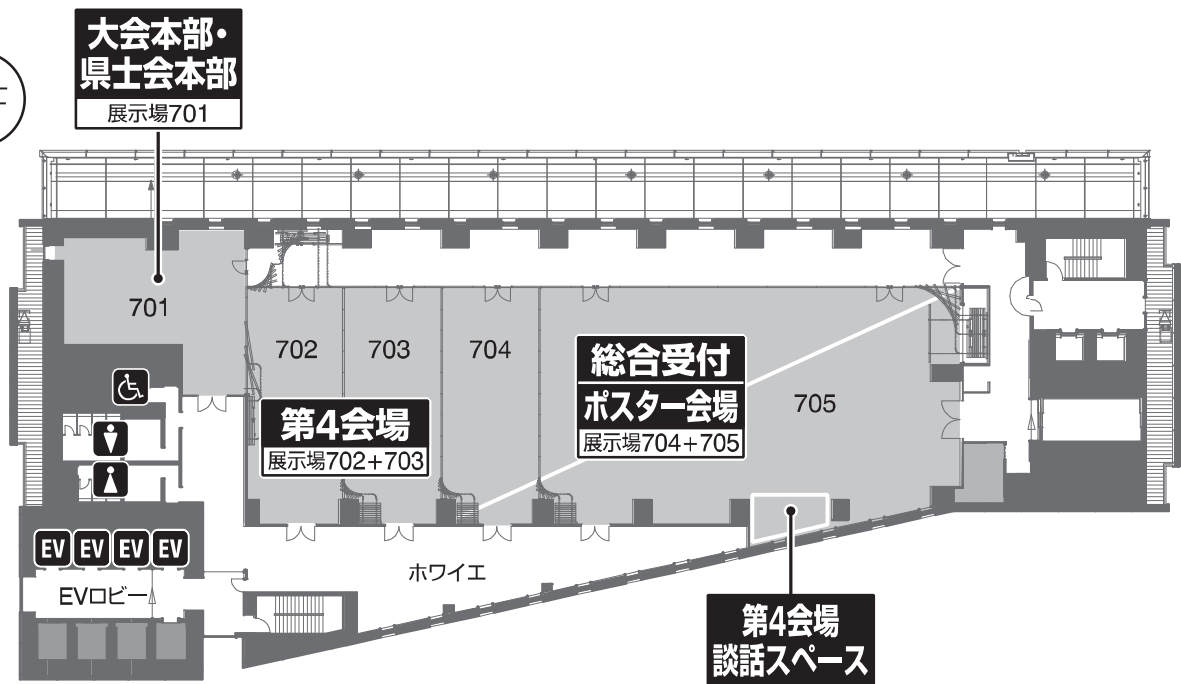 大会本部・
県士会本部
展示場701
701
702
703
704
705
第4会場
展示場702+703
総合受付
ポスター会場
展示場704+705
EV
EV
EV
EV
EVロビー
ホワイエ
第4会場
談話スペース